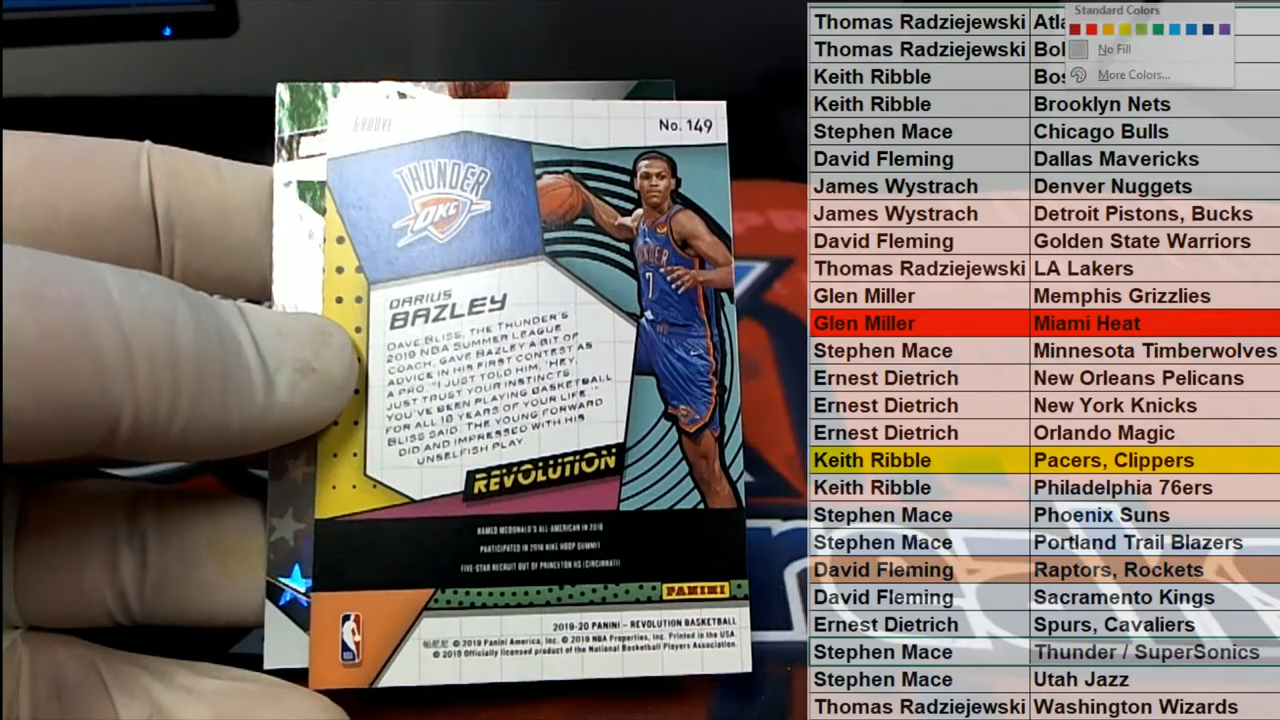 GROOVE
No. 149
THUNDER
OKC
THUNDER
7
DARIUS
BAZLEY
DAVE BLISS, THE THUNDER'S
2019 NBA SUMMER LEAGUE
COACH, GAVE BAZLEY A BIT OF
ADVICE IN HIS FIRST CONTEST AS
A PRO. "I JUST TOLD HIM, 'HEY,
JUST TRUST YOUR INSTINCTS.
YOU'VE BEEN PLAYING BASKETBALL
FOR ALL 18 YEARS OF YOUR LIFE,'"
BLISS SAID. THE YOUNG FORWARD
DID AND IMPRESSED WITH HIS
UNSELFISH PLAY.
REVOLUTION
NAMED MCDONALD'S ALL-AMERICAN IN 2018
PARTICIPATED IN 2018 NIKE HOOP SUMMIT
FIVE-STAR RECRUIT OUT OF PRINCETON HS (CINCINNATI)
PANINI
NBA
2019-20 PANINI – REVOLUTION BASKETBALL
© 2019 Panini America, Inc. © 2019 NBA Properties, Inc. Printed in the USA.
© 2019 Officially licensed product of the National Basketball Players Association.
Standard Colors
No Fill
More Colors...
Thomas Radziejewski Atla
Thomas Radziejewski Bol
Keith Ribble Bos
Keith Ribble Brooklyn Nets
Stephen Mace Chicago Bulls
David Fleming Dallas Mavericks
James Wystrach Denver Nuggets
James Wystrach Detroit Pistons, Bucks
David Fleming Golden State Warriors
Thomas Radziejewski LA Lakers
Glen Miller Memphis Grizzlies
Glen Miller Miami Heat
Stephen Mace Minnesota Timberwolves
Ernest Dietrich New Orleans Pelicans
Ernest Dietrich New York Knicks
Ernest Dietrich Orlando Magic
Keith Ribble Pacers, Clippers
Keith Ribble Philadelphia 76ers
Stephen Mace Phoenix Suns
Stephen Mace Portland Trail Blazers
David Fleming Raptors, Rockets
David Fleming Sacramento Kings
Ernest Dietrich Spurs, Cavaliers
Stephen Mace Thunder / SuperSonics
Stephen Mace Utah Jazz
Thomas Radziejewski Washington Wizards